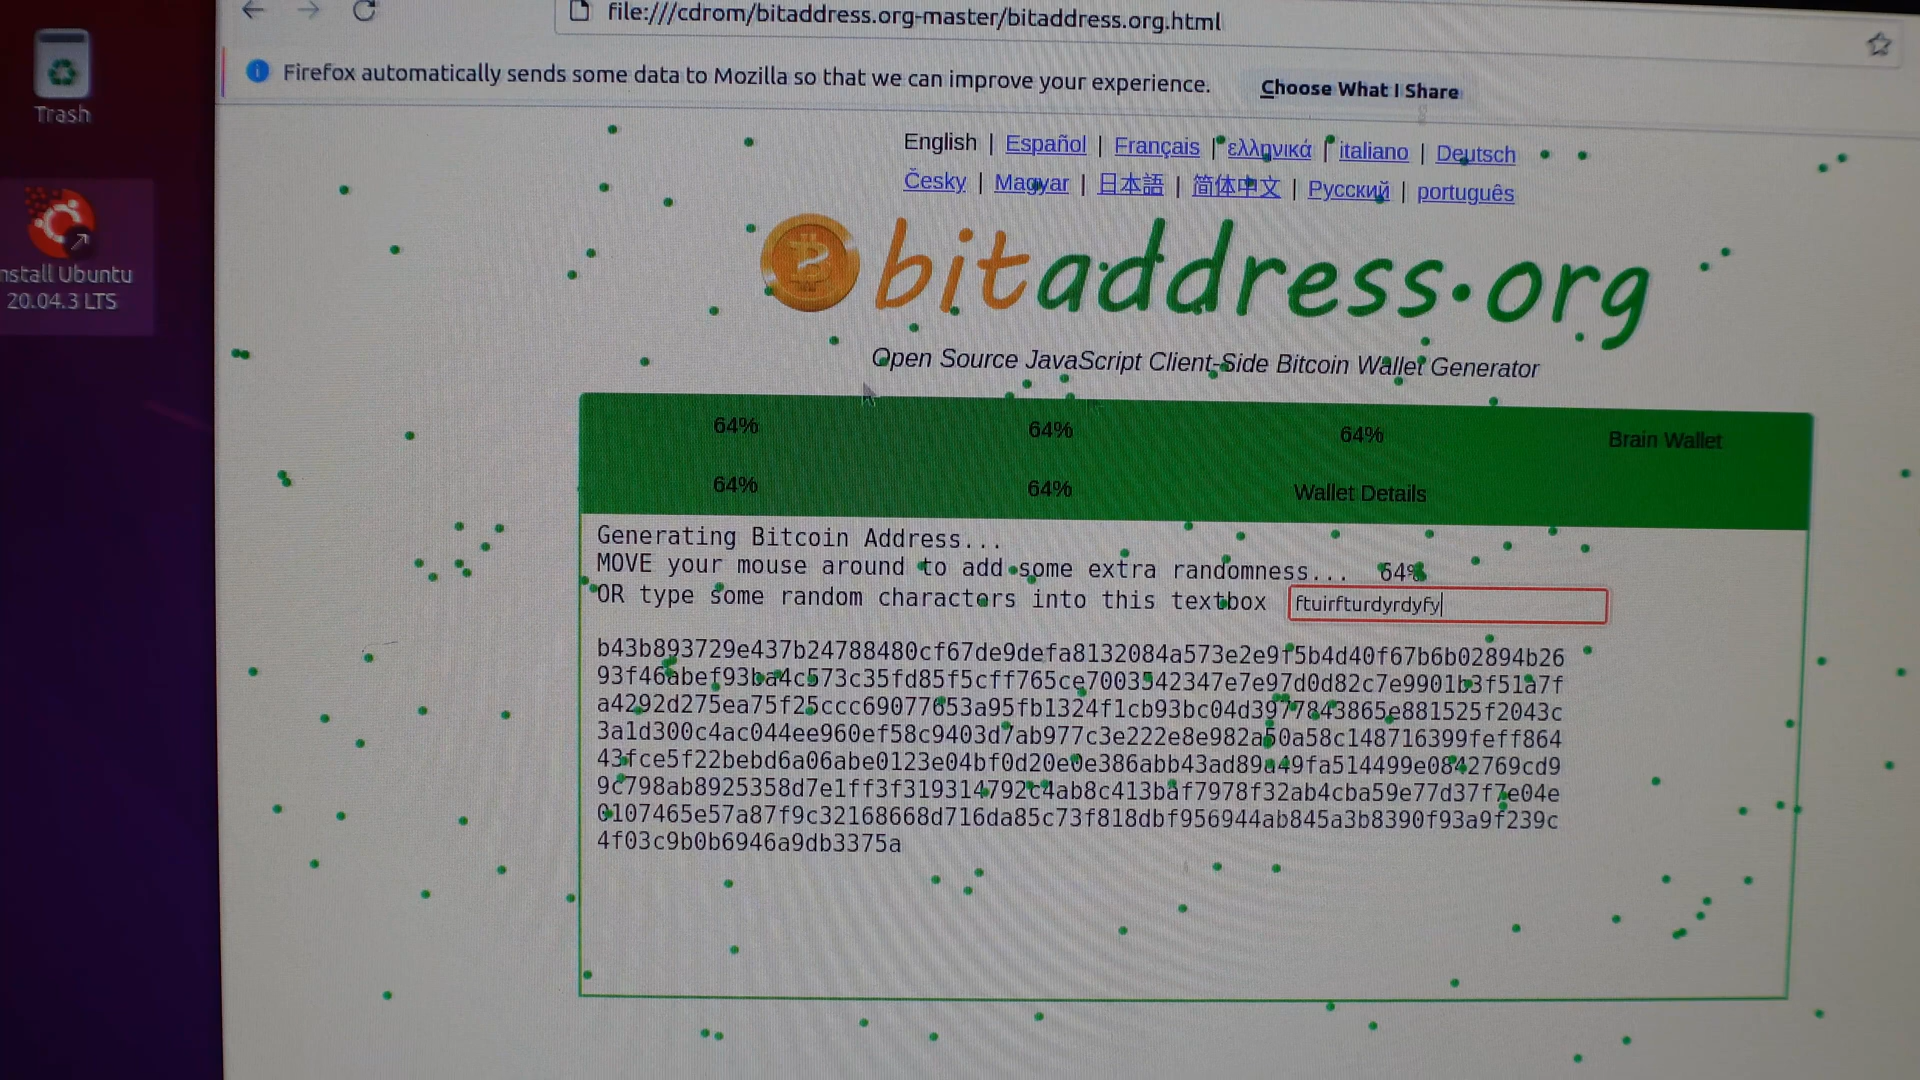 file:///cdrom/bitaddress.org-master/bitaddress.org.html
Firefox automatically sends some data to Mozilla so that we can improve your experience. Choose What I Share
Trash
nstall Ubuntu
20.04.3 LTS
English | Español | Français | ελληνικά | italiano | Deutsch
Česky | Magyar | 日本語 | 简体中文 | Русский | português
bitaddress.org
Open Source JavaScript Client-Side Bitcoin Wallet Generator
64% 64% 64% Brain Wallet
64% 64% Wallet Details
Generating Bitcoin Address...
MOVE your mouse around to add some extra randomness... 64%
OR type some random characters into this textbox ftuirfturdyrdyfy
b43b893729e437b24788480cf67de9defa8132084a573e2e9f5b4d40f67b6b02894b26
93f46abef93ba4c573c35fd85f5cff765ce7003542347e7e97d0d82c7e9901b3f51a7f
a4292d275ea75f25ccc69077653a95fb1324f1cb93bc04d3977843865e881525f2043c
3a1d300c4ac044ee960ef58c9403d7ab977c3e222e8e982a50a58c148716399feff864
43fce5f22bebd6a06abe0123e04bf0d20e0e386abb43ad89a49fa514499e0842769cd9
9c798ab8925358d7e1ff3f319314792c4ab8c413baf7978f32ab4cba59e77d37f7e04e
0107465e57a87f9c32168668d716da85c73f818dbf956944ab845a3b8390f93a9f239c
4f03c9b0b6946a9db3375a